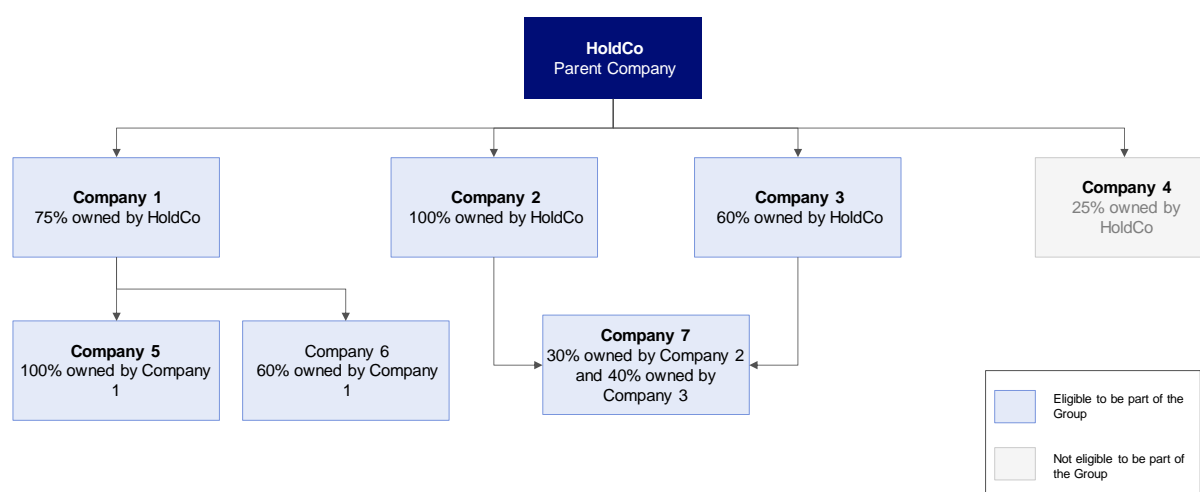 HoldCo
Parent Company
Company 1
75% owned by HoldCo
Company 2
100% owned by HoldCo
Company 3
60% owned by HoldCo
Company 4
25% owned by
HoldCo
Company 5
100% owned by Company
1
Company 6
60% owned by Company
1
Company 7
30% owned by Company 2
and 40% owned by
Company 3
Eligible to be part of the
Group
Not eligible to be part of
the Group